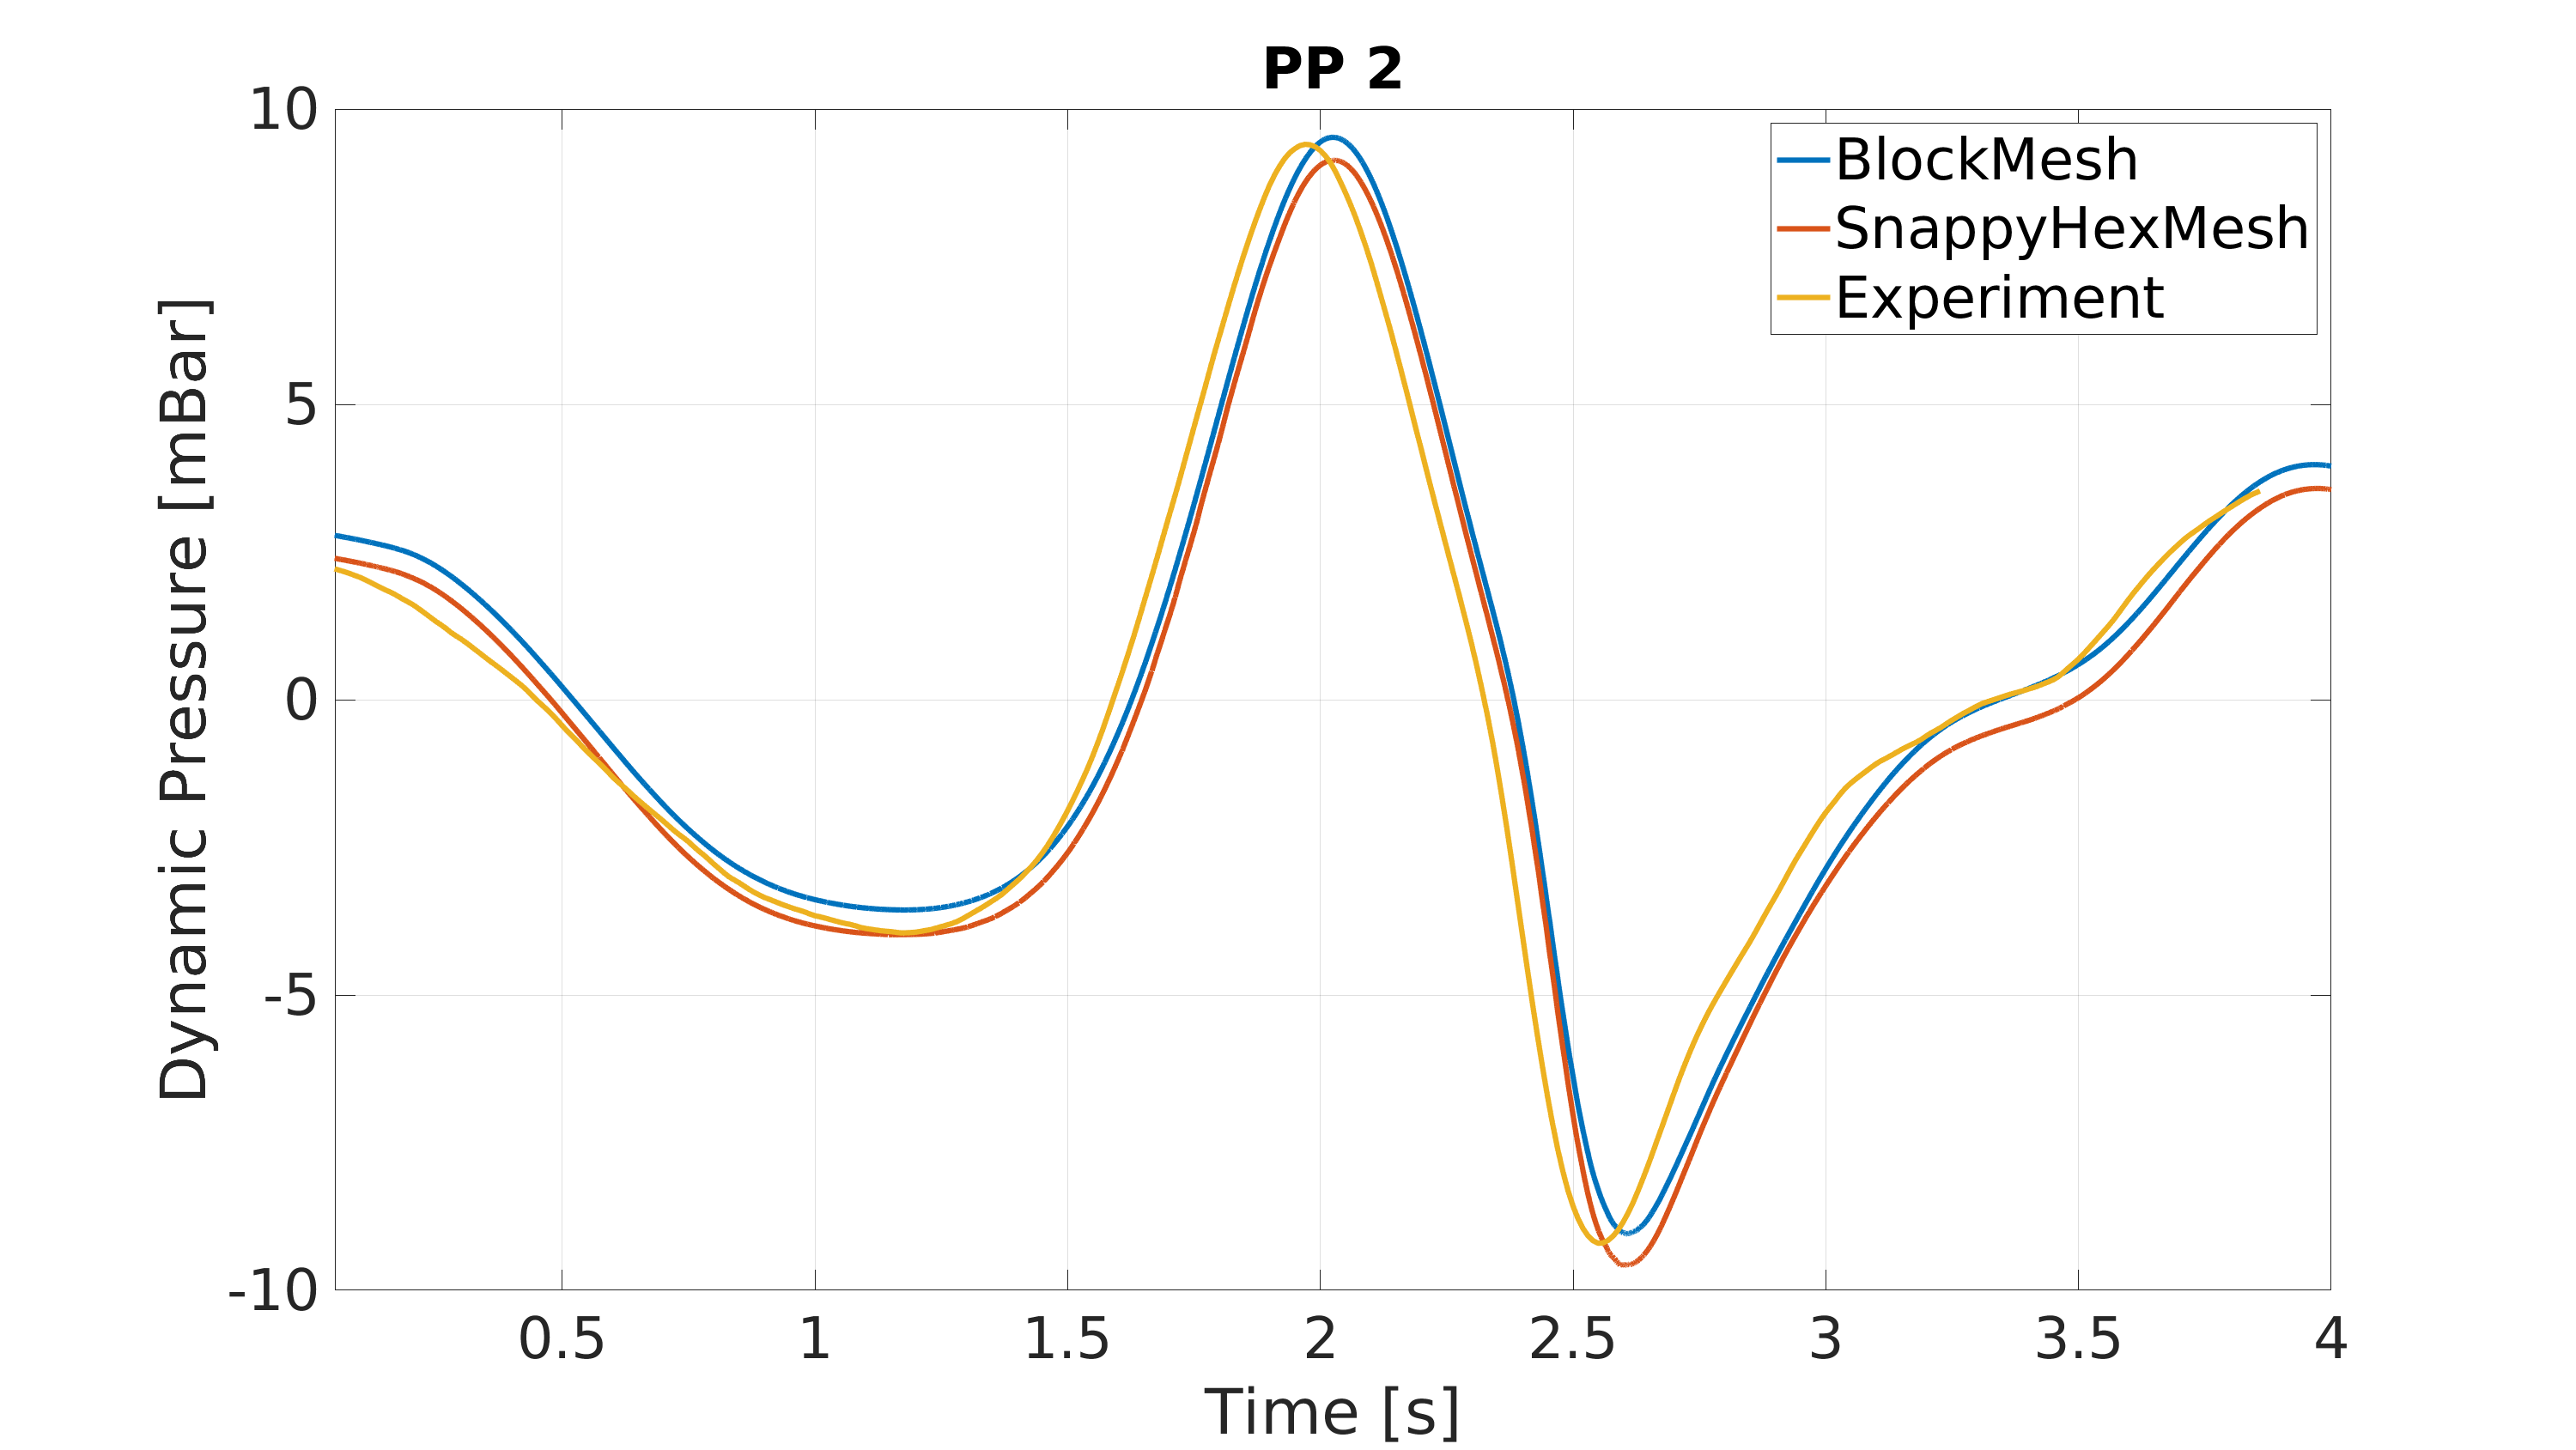 PP 2
10
5
0
-5
-10
Dynamic Pressure [mBar]
BlockMesh
SnappyHexMesh
Experiment
0.5 1 1.5 2 2.5 3 3.5 4
Time [s]